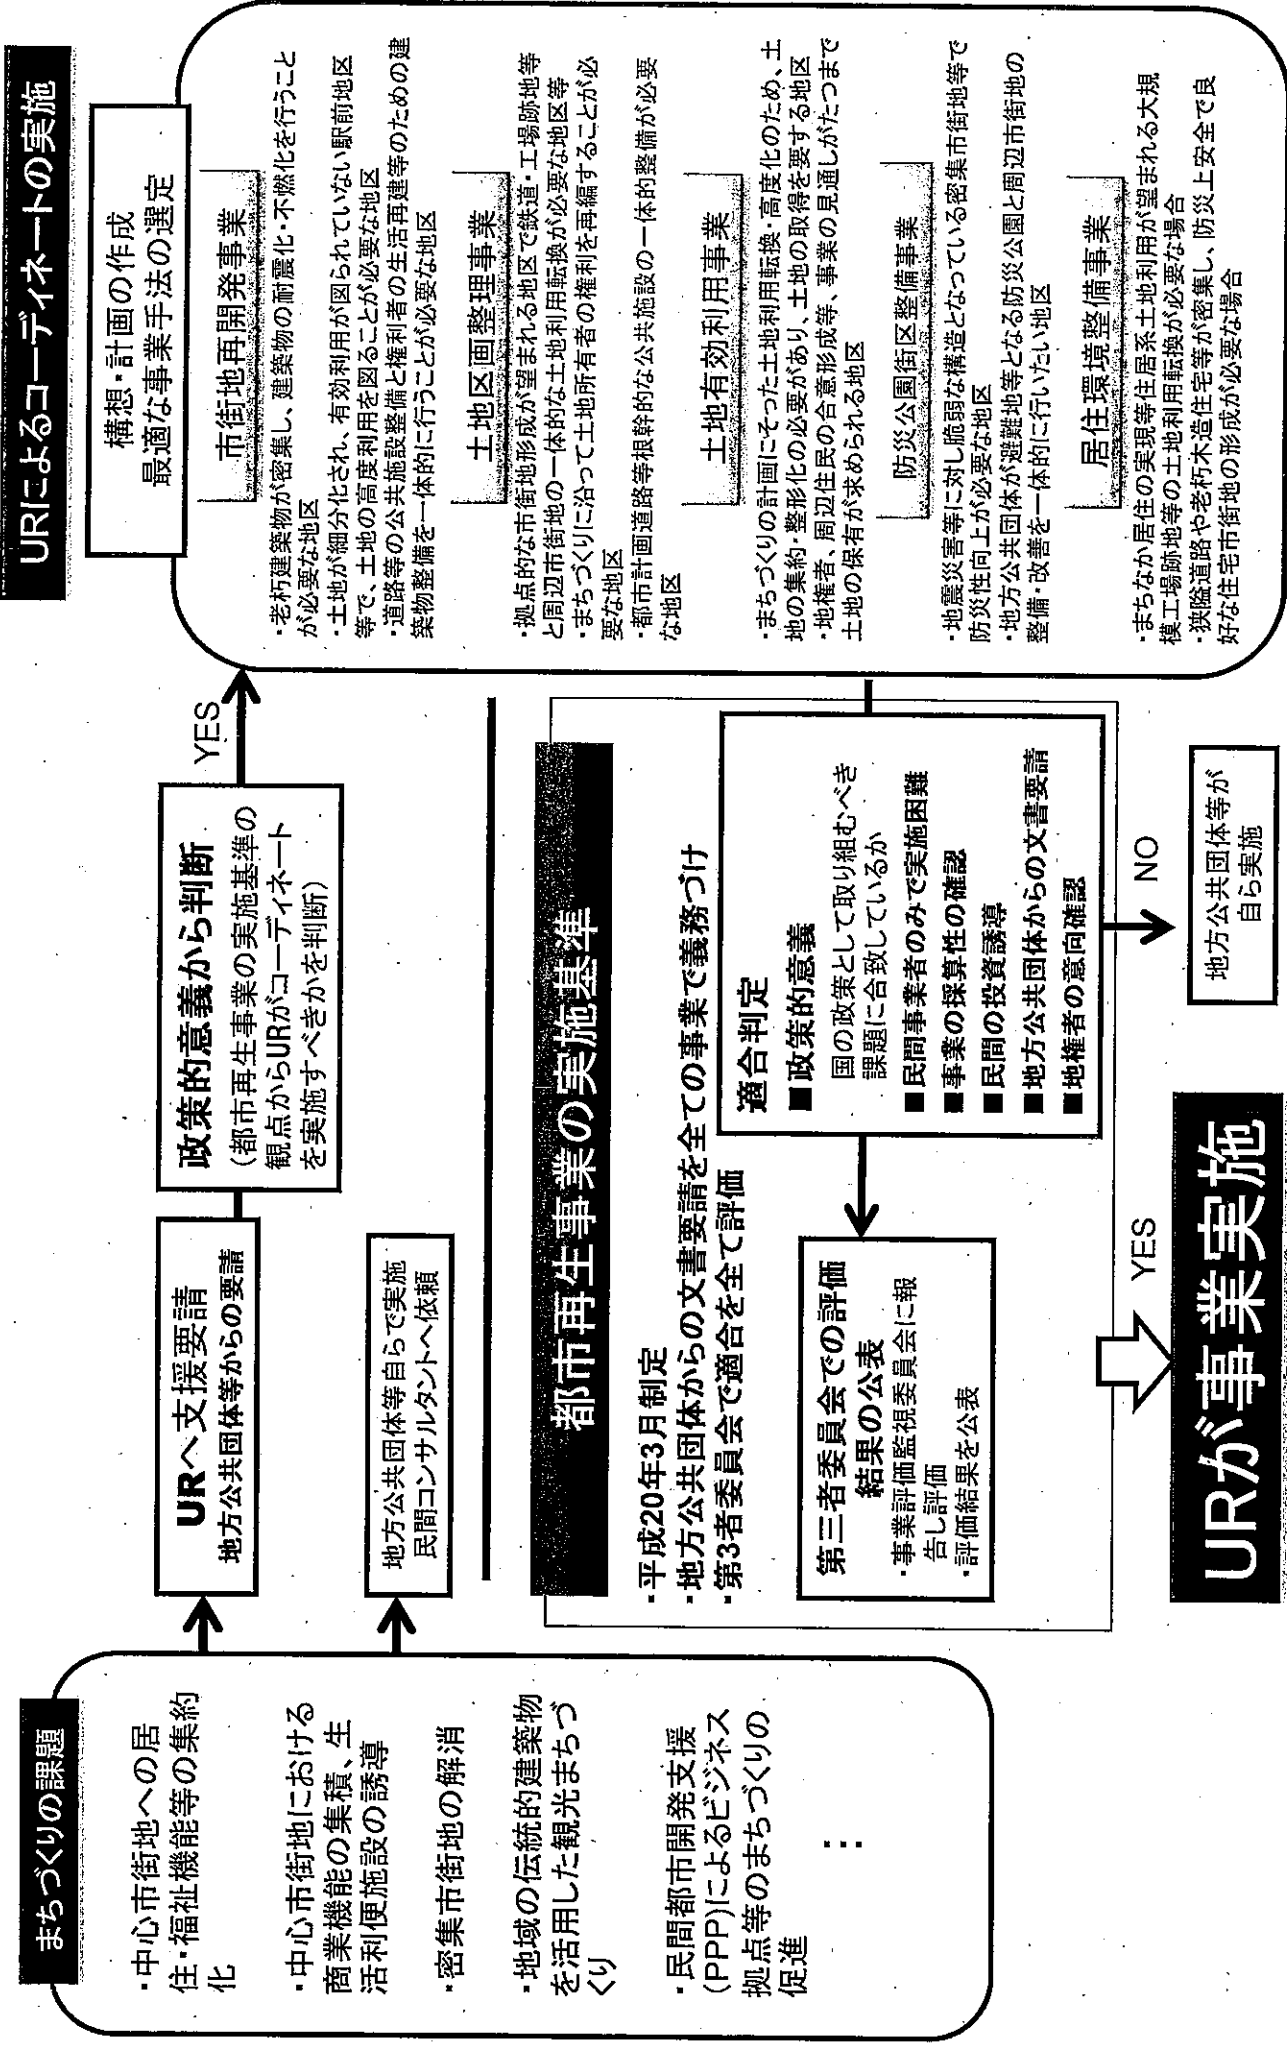 まちづくりの課題
・中心市街地への居
住・福祉機能等の集約
化
・中心市街地における
商業機能の集積、生
活利便施設の誘導
・密集市街地の解消
・地域の伝統的建築物
を活用した観光まちづ
くり
・民間都市開発支援
(PPP)によるビジネス
拠点等のまちづくりの
促進
…
URへ支援要請
地方公共団体等からの要請
地方公共団体等自らで実施
民間コンサルタントへ依頼
政策的意義から判断
(都市再生事業の実施基準の
観点からURがコーディネート
を実施すべきかを判断)
YES
URによるコーディネートの実施
構想・計画の作成
最適な事業手法の選定
市街地再開発事業
・老朽建築物が密集し、建築物の耐震化・不燃化を行うこと
が必要な地区
・土地が細分化され、有効利用が図られていない駅前地区
等で、土地の高度利用を図ることが必要な地区
・道路等の公共施設整備と権利者の生活再建等のための建
築物整備を一体的に行うことが必要な地区
土地区画整理事業
・拠点的な市街地形成が望まれる地区で鉄道・工場跡地等
と周辺市街地の一体的な土地利用転換が必要な地区等
・まちづくりに沿って土地所有者の権利を再編することが必
要な地区
・都市計画道路等根幹的な公共施設の一体的整備が必要
な地区
土地有効利用事業
・まちづくりの計画にそった土地利用転換・高度化のため、土
地の集約・整形化の必要があり、土地の取得を要する地区
・地権者、周辺住民の合意形成等、事業の見通しがたつまで
土地の保有が求められる地区
防災公園街区整備事業
・地震災害等に対し脆弱な構造となっている密集市街地等で
防災性向上が必要な地区
・地方公共団体が避難地等となる防災公園と周辺市街地の
整備・改善を一体的に行いたい地区
居住環境整備事業
・まちなか居住の実現等住居系土地利用が望まれる大規
模工場跡地等の土地利用転換が必要な場合
・狭隘道路や老朽木造住宅等が密集し、防災上安全で良
好な住宅市街地の形成が必要な場合
都市再生事業の実施基準
・平成20年3月制定
・地方公共団体からの文書要請を全ての事業で義務づけ
・第3者委員会で適合を全て評価
適合判定
■政策的意義
国の政策として取り組むべき
課題に合致しているか
■民間事業者のみで実施困難
■事業の採算性の確認
■民間の投資誘導
■地方公共団体からの文書要請
■地権者の意向確認
第三者委員会での評価
結果の公表
・事業評価監視委員会に報
告し評価
・評価結果を公表
NO
地方公共団体等が
自ら実施
YES
URが事業実施